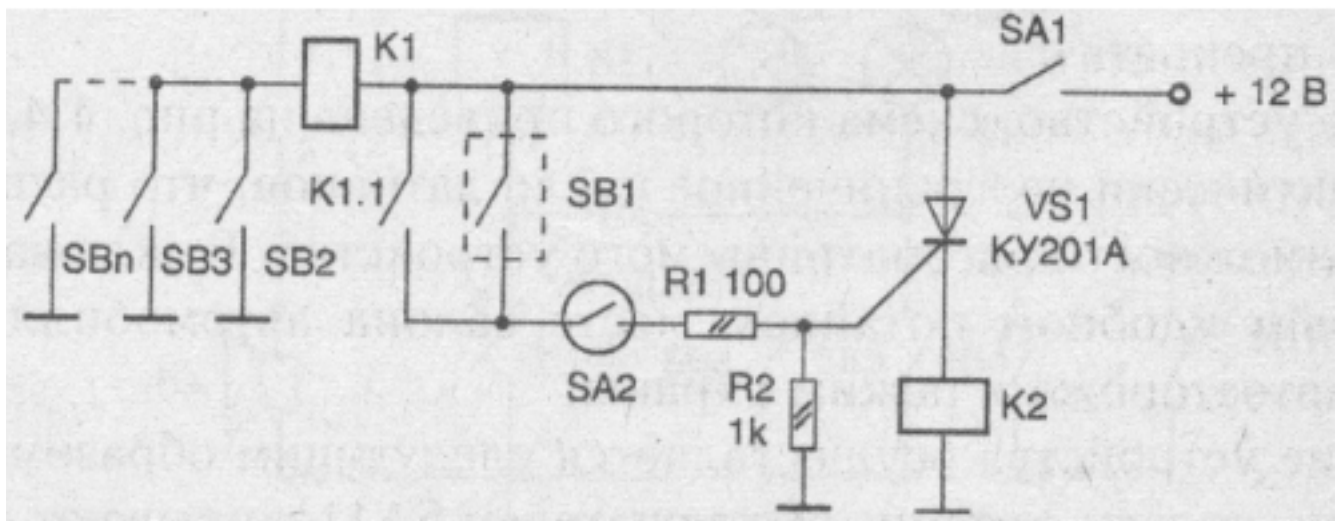 K1
SA1
+ 12 В
K1.1
SB1
VS1
КУ201А
SBn
SB3
SB2
R1 100
SA2
R2
1k
K2